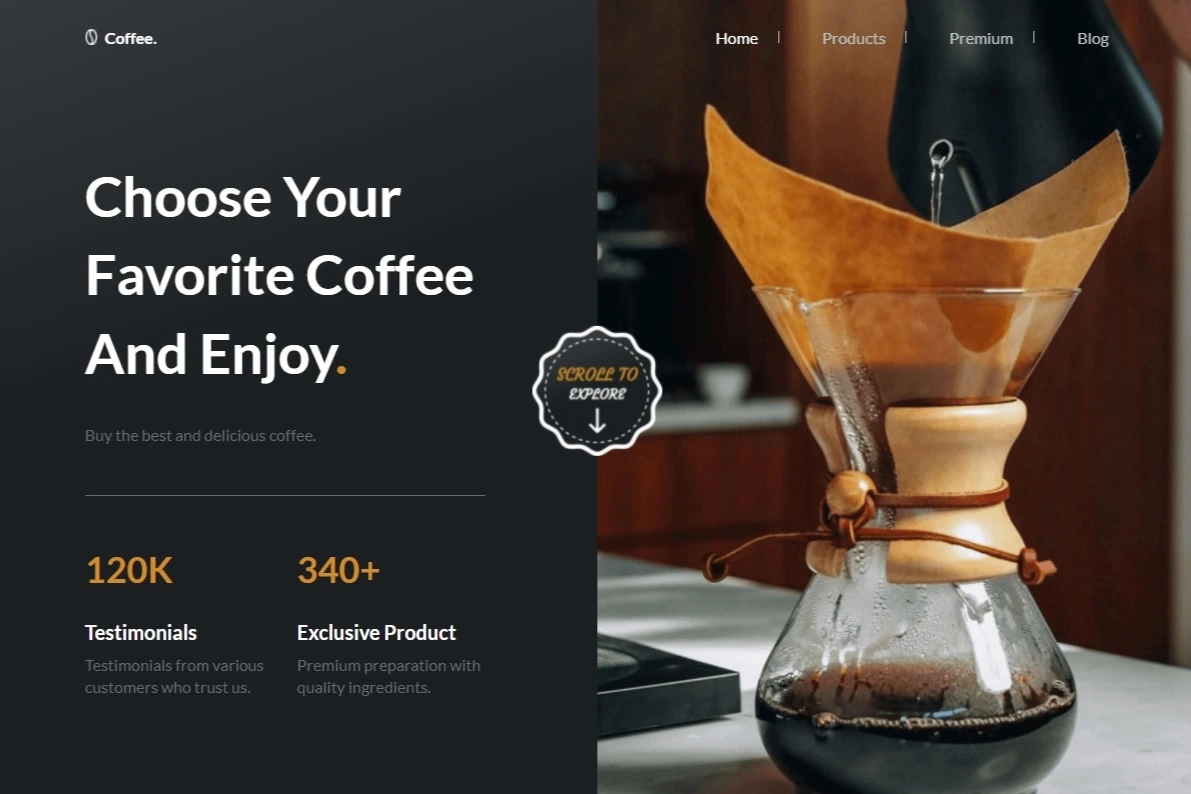 Coffee.
Home
Products
Premium
Blog
Choose Your
Favorite Coffee
And Enjoy.
SCROLL TO
EXPLORE
Buy the best and delicious coffee.
120K
Testimonials
Testimonials from various
customers who trust us.
340+
Exclusive Product
Premium preparation with
quality ingredients.